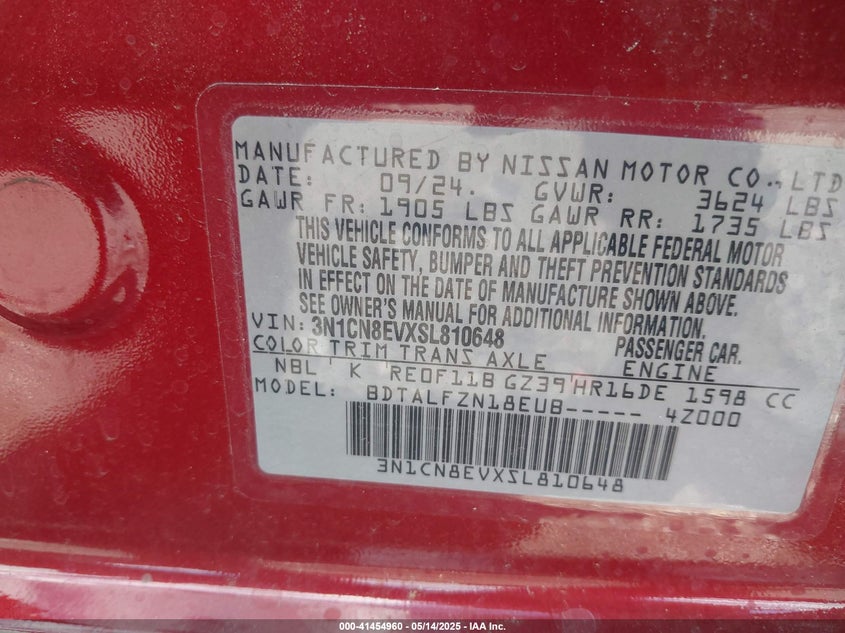 MANUFACTURED BY NISSAN MOTOR CO., LTD
DATE: 09/24. GVWR: 3624 LBS
GAWR FR: 1905 LBS GAWR RR: 1735 LBS
THIS VEHICLE CONFORMS TO ALL APPLICABLE FEDERAL MOTOR
VEHICLE SAFETY, BUMPER AND THEFT PREVENTION STANDARDS
IN EFFECT ON THE DATE OF MANUFACTURE SHOWN ABOVE.
SEE OWNER'S MANUAL FOR ADDITIONAL INFORMATION.
VIN: 3N1CN8EVXSL810648 PASSENGER CAR.
COLOR TRIM TRANS AXLE ENGINE
NBL K RE0F11B GZ39 HR16DE 1598 CC
MODEL: BDTALFZN18EUB----- 4Z000
3N1CN8EVXSL810648
000-41454960 - 05/14/2025 - IAA Inc.